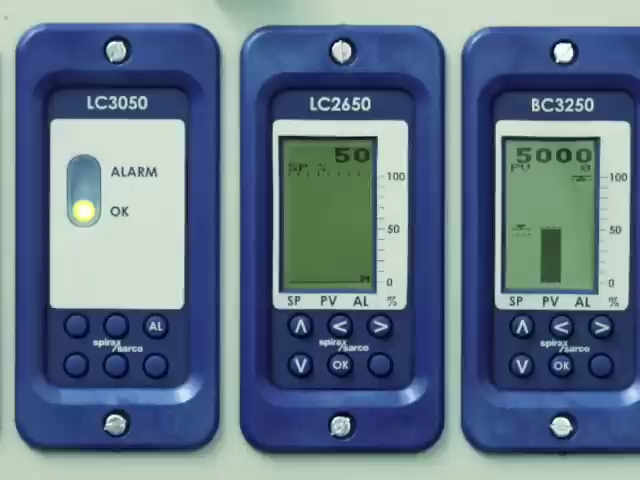 LC3050
ALARM
OK
AL
spirax
/sarco
LC2650
50
SP %
100
50
0
M
SP PV AL %
OK
spirax
/sarco
BC3250
5000
PV 0
100
50
0
SP PV AL %
OK
spirax
/sarco